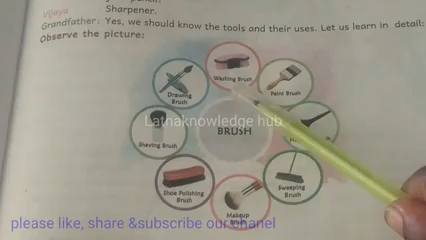 Sharpener.
Vijaya
Grandfather: Yes, we should know the tools and their uses. Let us learn in detail:
Observe the picture:
Washing Brush
Drawing
Brush
Paint
Brush
Lathaknowledge hub
BRUSH
Shaving Brush
Shoe Polishing
Brush
Sweeping
Brush
Makeup
Brush
please like, share &subscribe our chanel